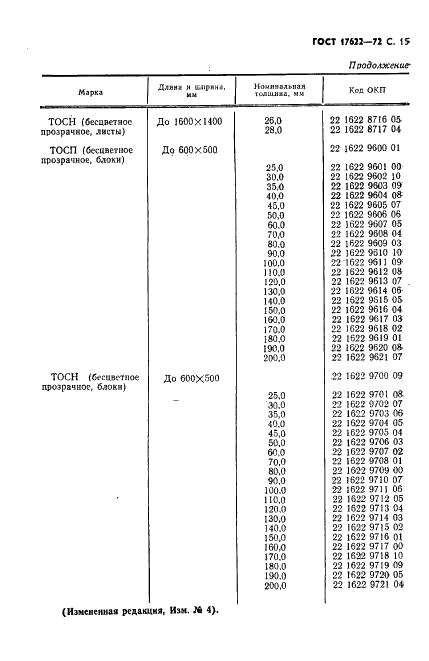 ГОСТ 17622—72 С. 15
Продолжение
Марка Длина и ширина, мм Номинальная толщина, мм Код ОКП
ТОСН (бесцветное До 1600×1400 26,0 22 1622 8716 05
прозрачное, листы) 28,0 22 1622 8717 04
ТОСП (бесцветное До 600×500 22 1622 9600 01
прозрачное, блоки)
25,0 22 1622 9601 00
30,0 22 1622 9602 10
35,0 22 1622 9603 09
40,0 22 1622 9604 08
45,0 22 1622 9605 07
50,0 22 1622 9606 06
60,0 22 1622 9607 05
70,0 22 1622 9608 04
80,0 22 1622 9609 03
90,0 22 1622 9610 10
100,0 22 1622 9611 09
110,0 22 1622 9612 08
120,0 22 1622 9613 07
130,0 22 1622 9614 06
140,0 22 1622 9615 05
150,0 22 1622 9616 04
160,0 22 1622 9617 03
170,0 22 1622 9618 02
180,0 22 1622 9619 01
190,0 22 1622 9620 08
200,0 22 1622 9621 07
ТОСН (бесцветное До 600×500 22 1622 9700 09
прозрачное, блоки)
25,0 22 1622 9701 08
30,0 22 1622 9702 07
35,0 22 1622 9703 06
40,0 22 1622 9704 05
45,0 22 1622 9705 04
50,0 22 1622 9706 03
60,0 22 1622 9707 02
70,0 22 1622 9708 01
80,0 22 1622 9709 00
90,0 22 1622 9710 07
100,0 22 1622 9711 06
110,0 22 1622 9712 05
120,0 22 1622 9713 04
130,0 22 1622 9714 03
140,0 22 1622 9715 02
150,0 22 1622 9716 01
160,0 22 1622 9717 00
170,0 22 1622 9718 10
180,0 22 1622 9719 09
190,0 22 1622 9720 05
200,0 22 1622 9721 04
(Измененная редакция, Изм. № 4).